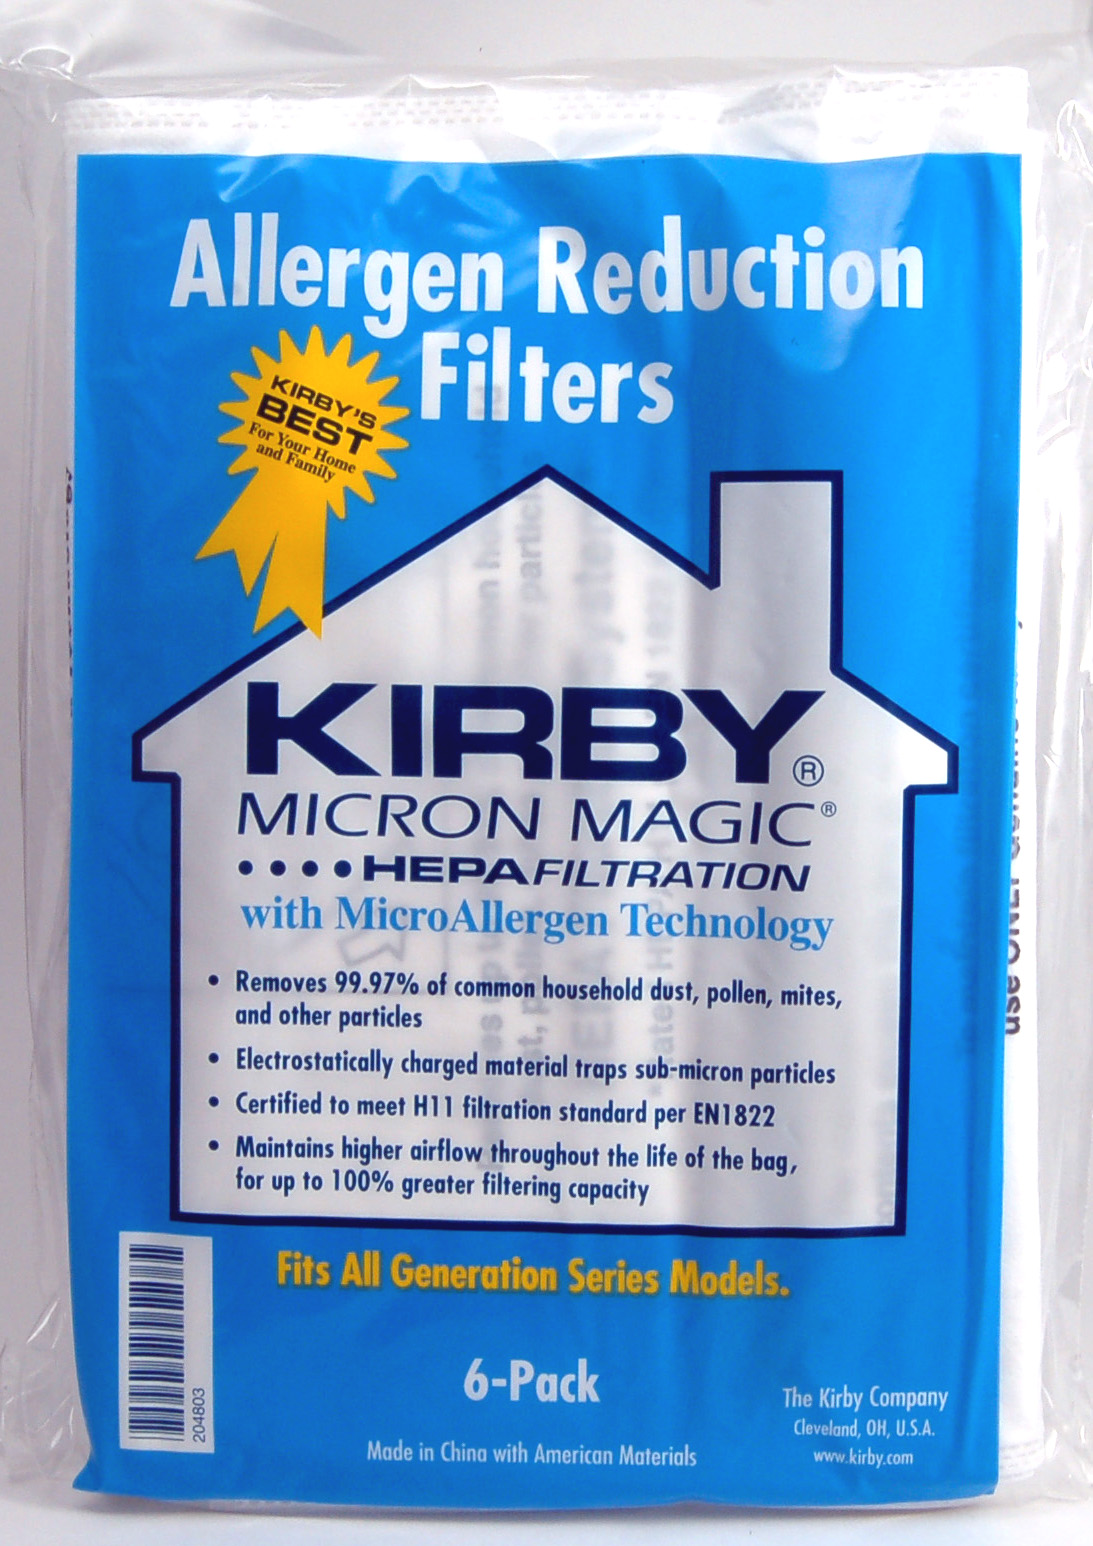 Allergen Reduction
Filters
KIRBY'S
BEST
For Your Home
and Family
KIRBY®
MICRON MAGIC®
••••HEPAFILTRATION
with MicroAllergen Technology
• Removes 99.97% of common household dust, pollen, mites,
and other particles
• Electrostatically charged material traps sub-micron particles
• Certified to meet H11 filtration standard per EN1822
• Maintains higher airflow throughout the life of the bag,
for up to 100% greater filtering capacity
Fits All Generation Series Models.
6-Pack
204803
Made in China with American Materials
The Kirby Company
Cleveland, OH, U.S.A.
www.kirby.com
use ONLY